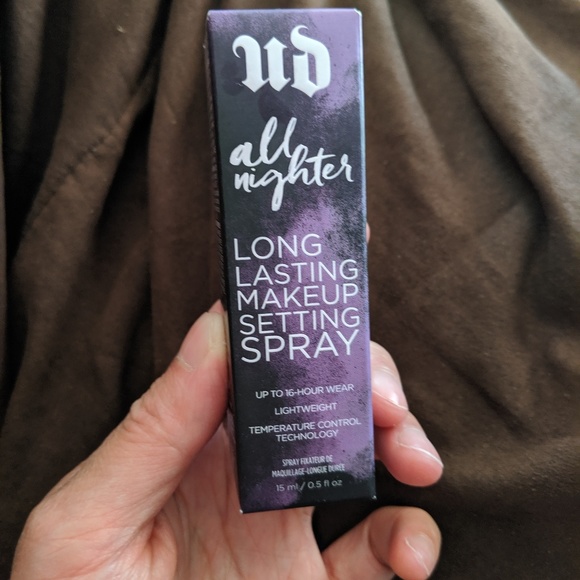 UD
all
nighter
LONG
LASTING
MAKEUP
SETTING
SPRAY
UP TO 16-HOUR WEAR
LIGHTWEIGHT
TEMPERATURE CONTROL
TECHNOLOGY
SPRAY FIXATEUR DE
MAQUILLAGE-LONGUE DURÉE
15 ml / 0.5 fl oz